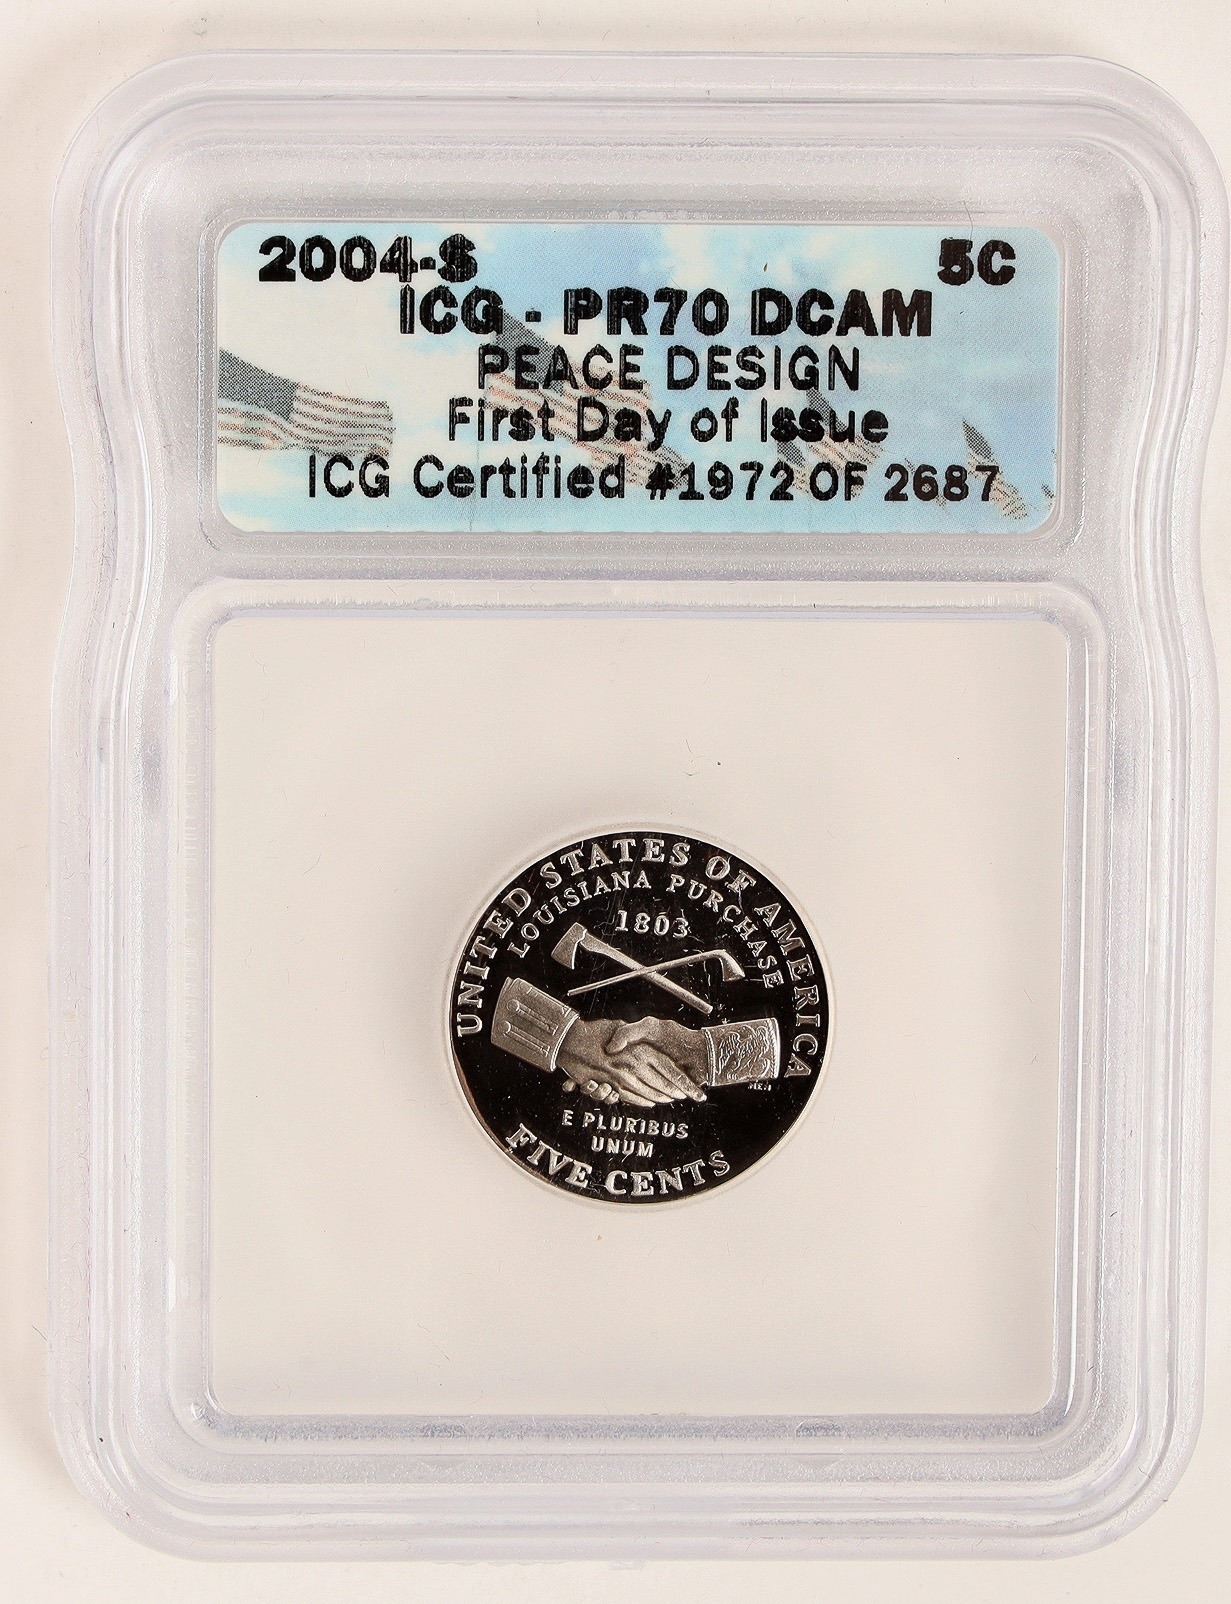 2004-S 5C
ICG - PR70 DCAM
PEACE DESIGN
First Day of Issue
ICG Certified #1972 OF 2687
UNITED STATES OF AMERICA
LOUISIANA PURCHASE
1803
E PLURIBUS
UNUM
FIVE CENTS